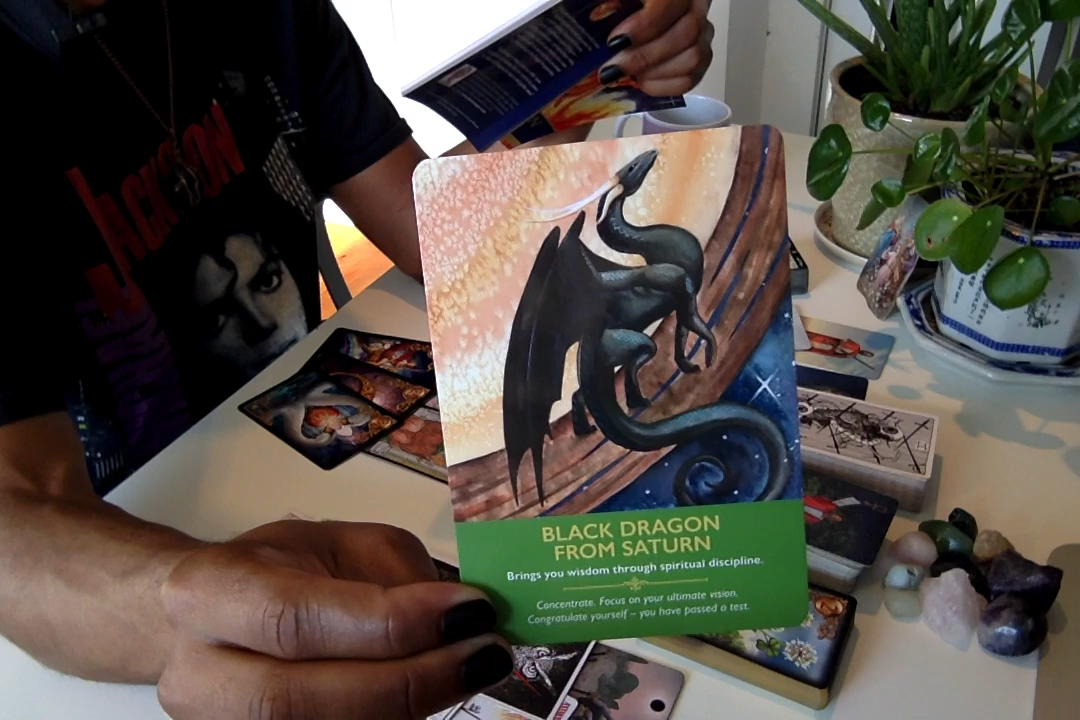 JACKSON
BLACK DRAGON
FROM SATURN
Brings you wisdom through spiritual discipline.
Concentrate. Focus on your ultimate vision.
Congratulate yourself – you have passed a test.